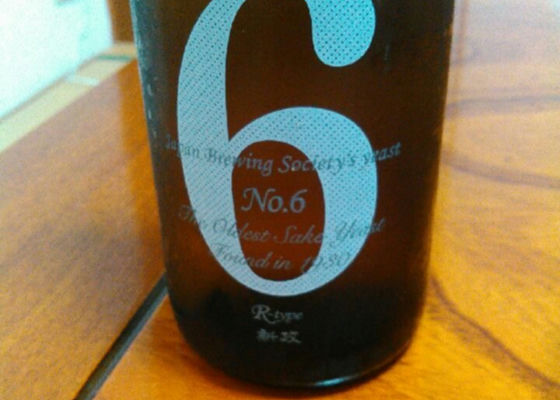 6
Japan Brewing Society's yeast
No.6
The Oldest Sake Yeast
Found in 1930
R-type
新政